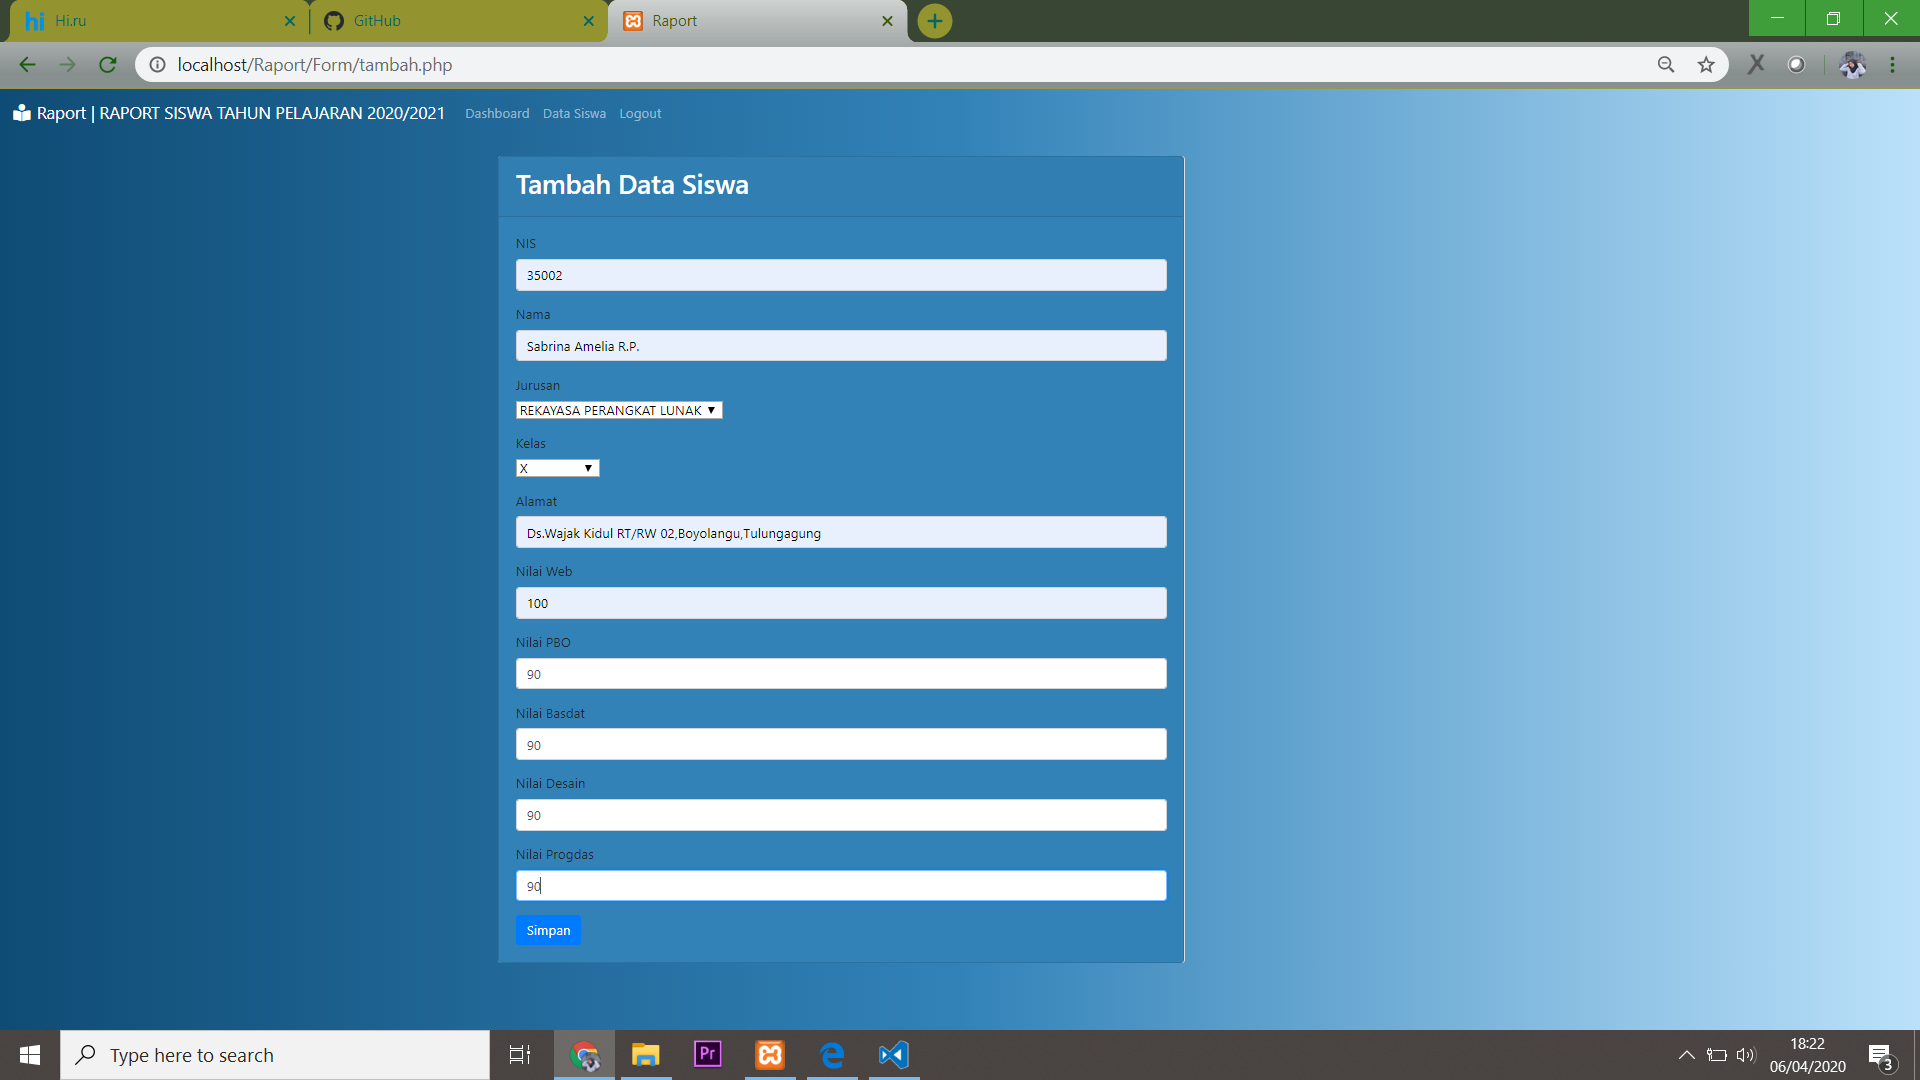 hi Hi.ru
GitHub
Raport
localhost/Raport/Form/tambah.php
Raport | RAPORT SISWA TAHUN PELAJARAN 2020/2021
Dashboard
Data Siswa
Logout
Tambah Data Siswa
NIS
35002
Nama
Sabrina Amelia R.P.
Jurusan
REKAYASA PERANGKAT LUNAK
Kelas
X
Alamat
Ds.Wajak Kidul RT/RW 02,Boyolangu,Tulungagung
Nilai Web
100
Nilai PBO
90
Nilai Basdat
90
Nilai Desain
90
Nilai Progdas
90
Simpan
Type here to search
Pr
18:22
06/04/2020
3